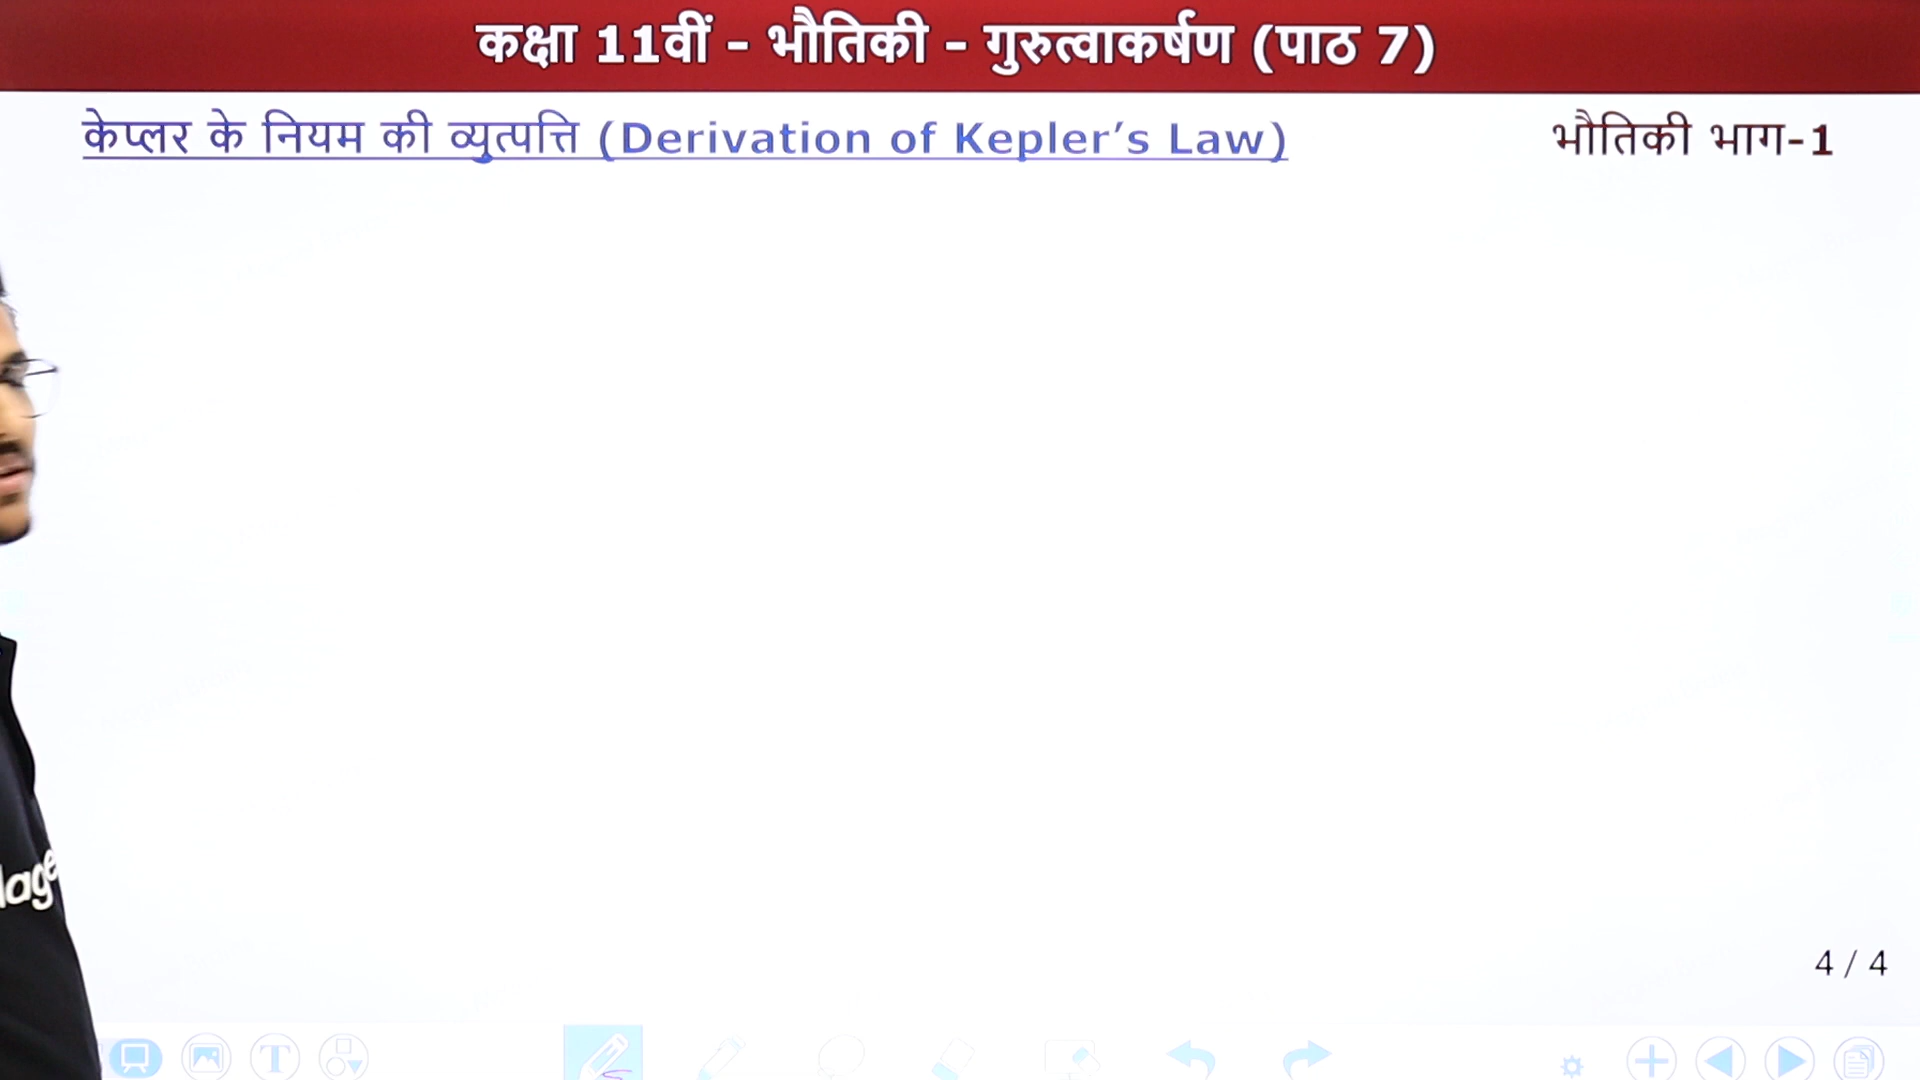 कक्षा 11वीं - भौतिकी - गुरुत्वाकर्षण (पाठ 7)
केप्लर के नियम की व्युत्पत्ति (Derivation of Kepler's Law)
भौतिकी भाग-1
4 / 4